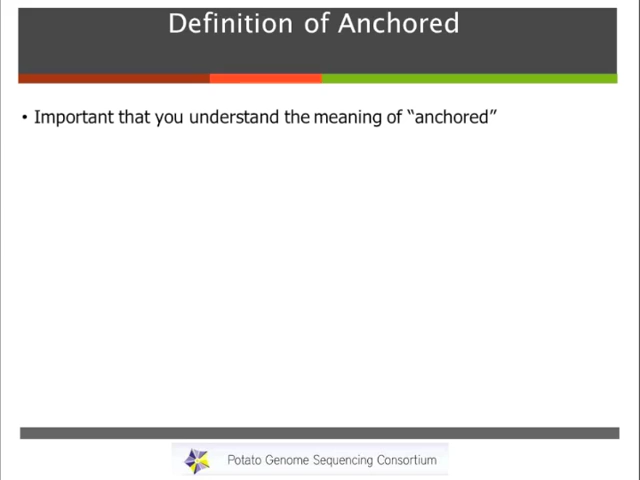 Definition of Anchored
• Important that you understand the meaning of “anchored”
Potato Genome Sequencing Consortium